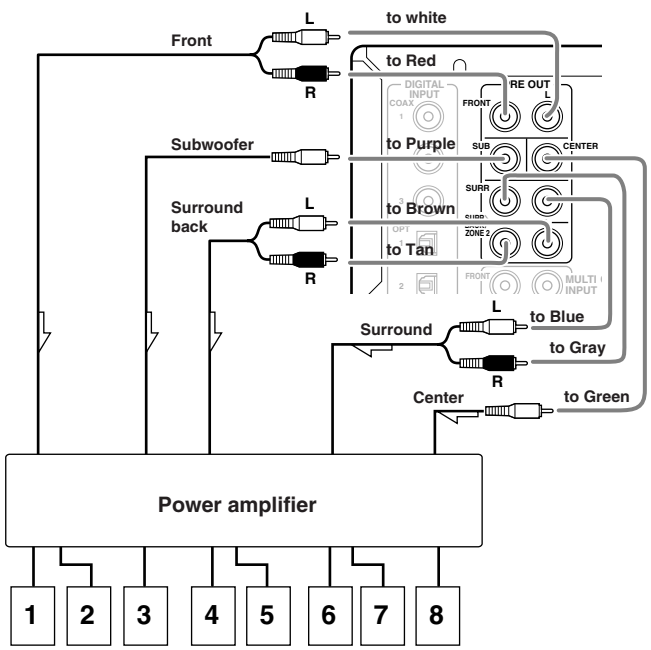 L
to white
Front
to Red
R
DIGITAL
INPUT
COAX
1
3
OPT
1
2
PRE OUT
L
FRONT
SUB
CENTER
SURR
SURR
BACK/
ZONE 2
FRONT
MULTI
INPUT
Subwoofer
to Purple
Surround
back
L
to Brown
to Tan
R
L
to Blue
Surround
to Gray
R
Center
to Green
Power amplifier
1
2
3
4
5
6
7
8